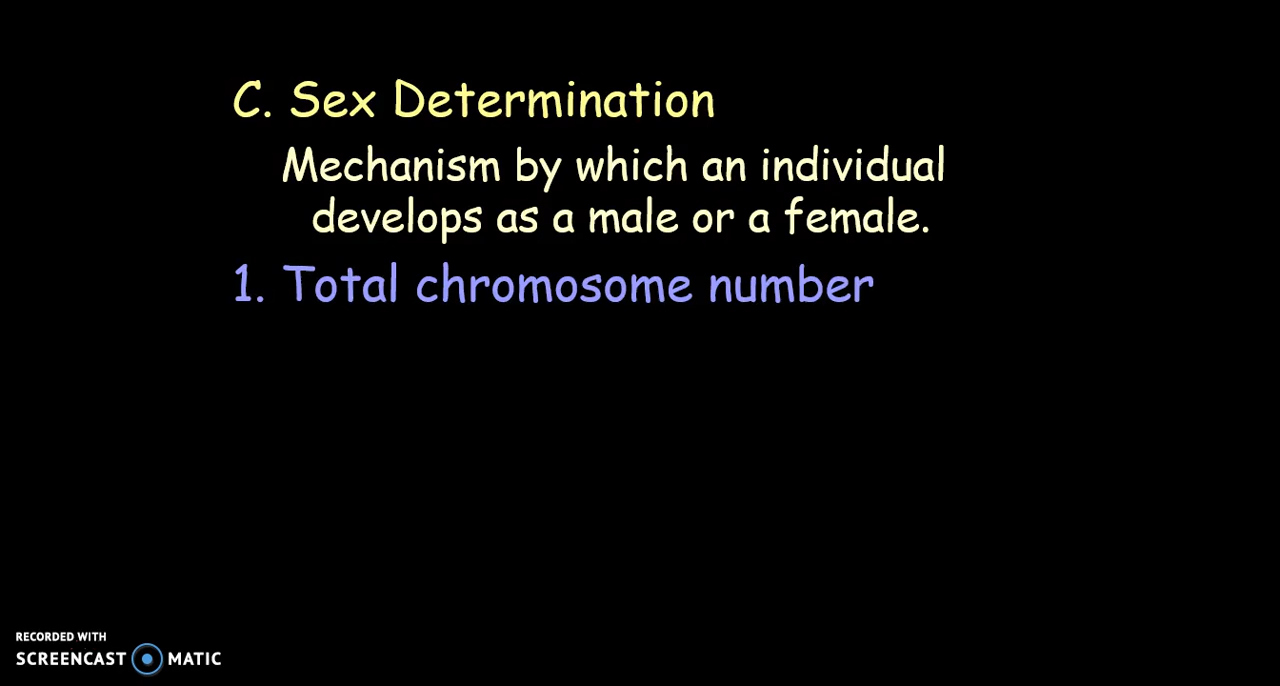 C. Sex Determination
Mechanism by which an individual
develops as a male or a female.
1. Total chromosome number
RECORDED WITH
SCREENCAST MATIC